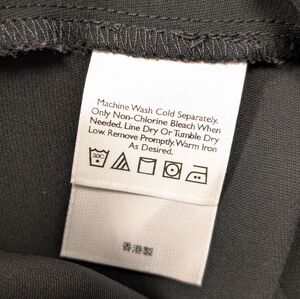 Machine Wash Cold Separately.
Only Non-Chlorine Bleach When
Needed. Line Dry Or Tumble Dry
Low. Remove Promptly. Warm Iron
As Desired.
30C
香港製